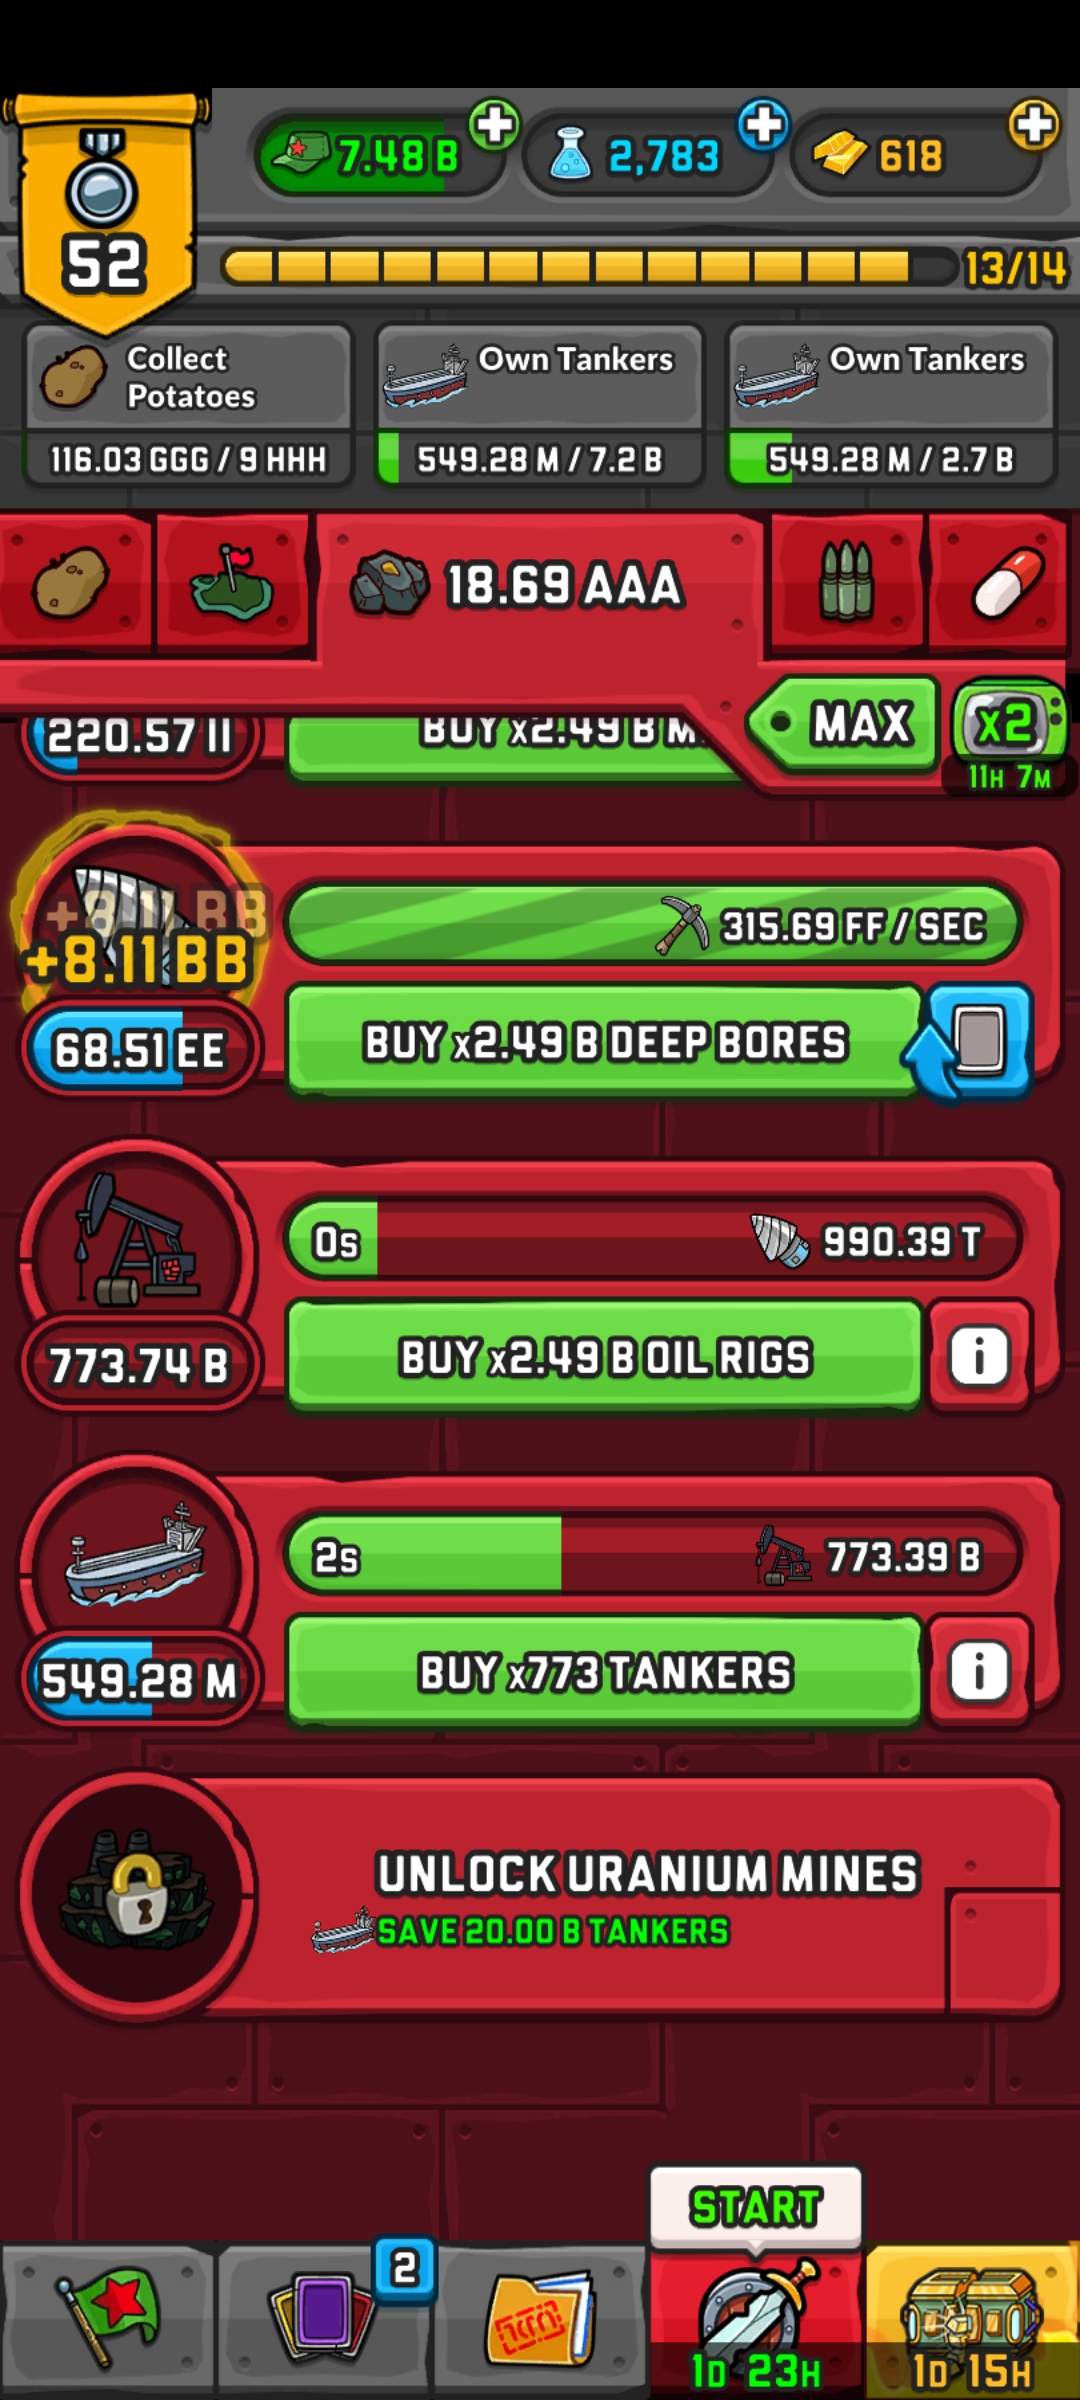 7.48 B
2,783
618
52
13/14
Collect
Potatoes
116.03 GGG / 9 HHH
Own Tankers
549.28 M / 7.2 B
Own Tankers
549.28 M / 2.7 B
18.69 AAA
MAX
x2
11H 7M
220.57 II
BUY x2.49 B M
+8.11 BB
+8.11 BB
315.69 FF / SEC
68.51 EE
BUY x2.49 B DEEP BORES
0s
990.39 T
773.74 B
BUY x2.49 B OIL RIGS
i
2s
773.39 B
549.28 M
BUY x773 TANKERS
i
UNLOCK URANIUM MINES
SAVE 20.00 B TANKERS
START
2
1D 23H
1D 15H